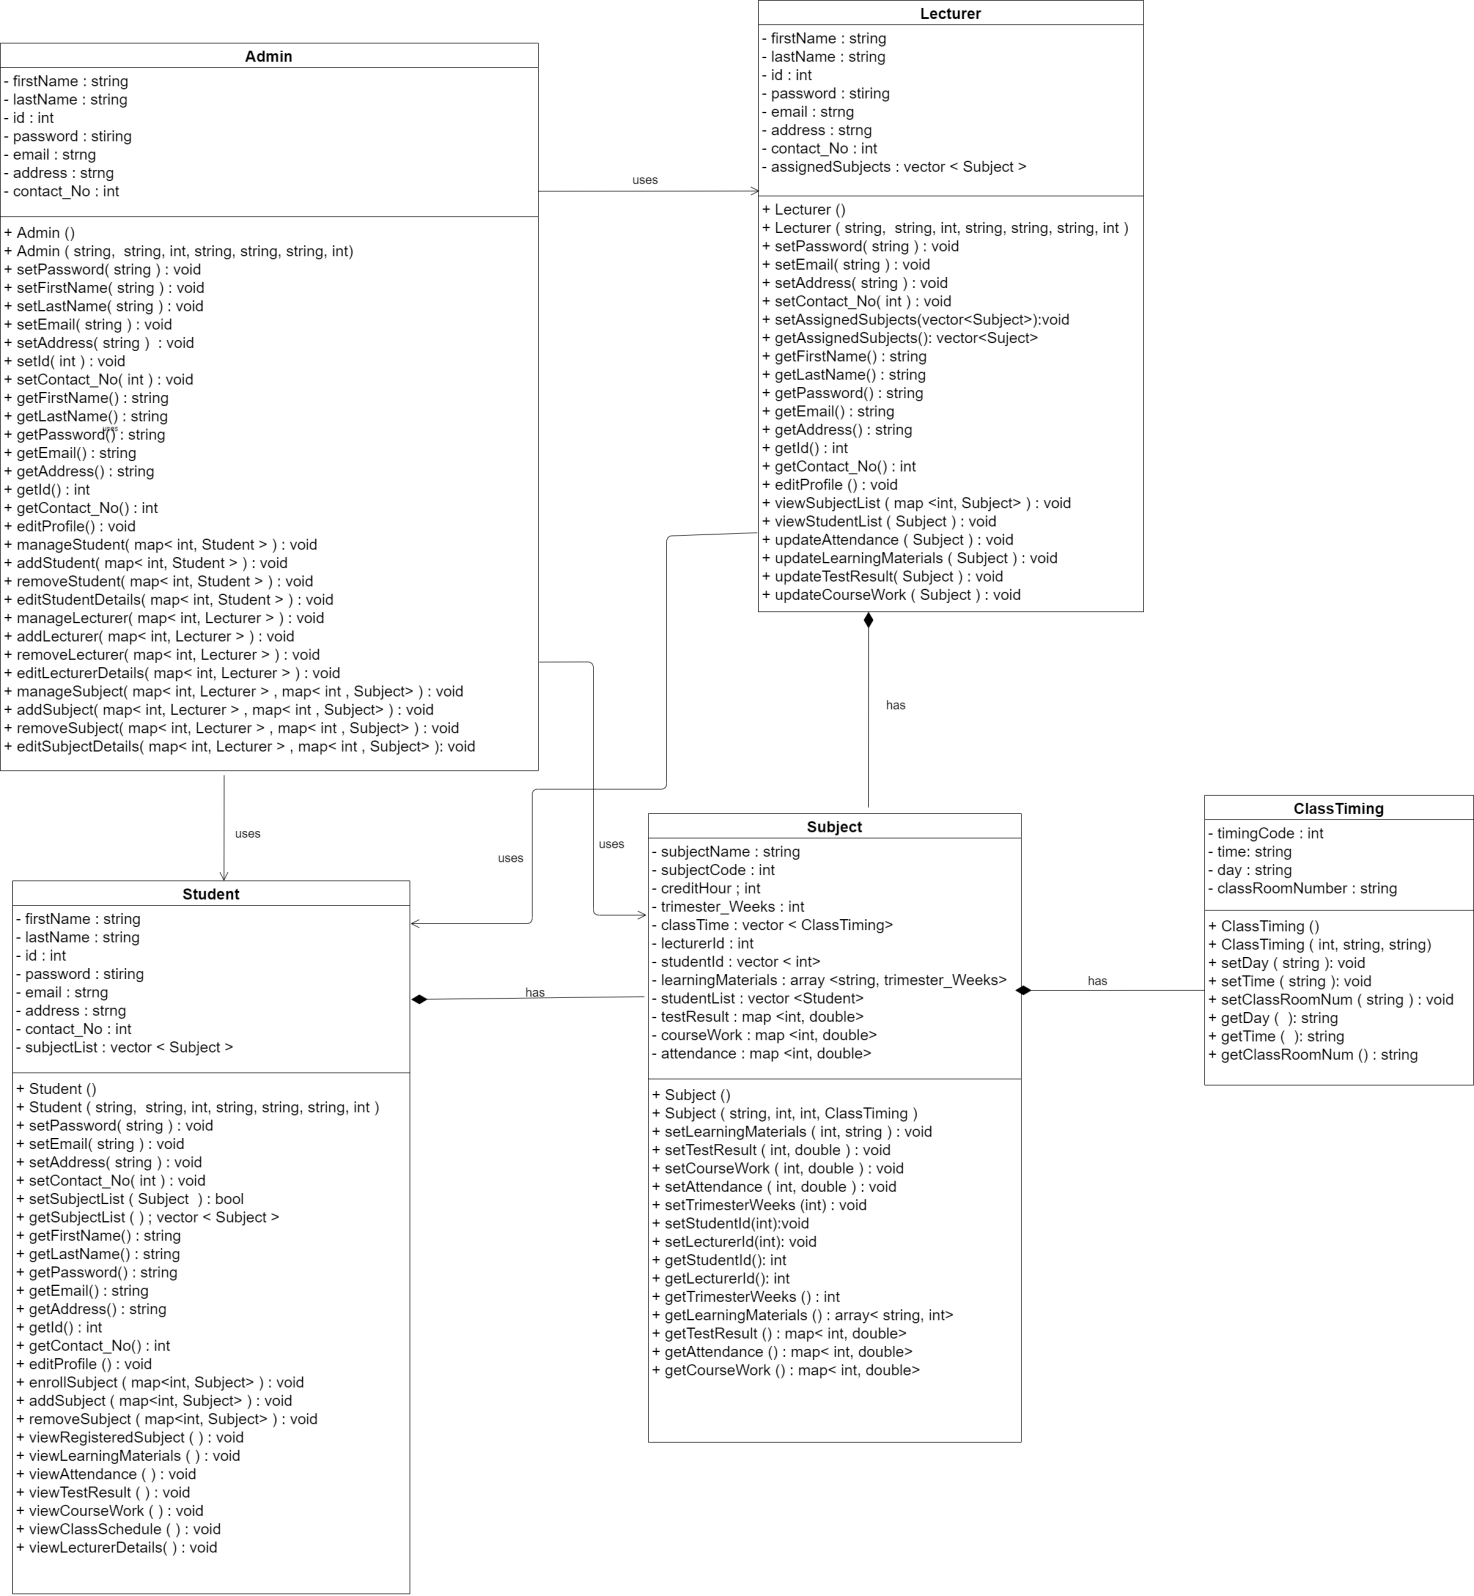 Admin
- firstName : string
- lastName : string
- id : int
- password : stiring
- email : strng
- address : strng
- contact_No : int
+ Admin ()
+ Admin ( string,  string, int, string, string, string, int)
+ setPassword( string ) : void
+ setFirstName( string ) : void
+ setLastName( string ) : void
+ setEmail( string ) : void
+ setAddress( string )  : void
+ setId( int ) : void
+ setContact_No( int ) : void
+ getFirstName() : string
+ getLastName() : string
uses
+ getPassword() : string
+ getEmail() : string
+ getAddress() : string
+ getId() : int
+ getContact_No() : int
+ editProfile() : void
+ manageStudent( map< int, Student > ) : void
+ addStudent( map< int, Student > ) : void
+ removeStudent( map< int, Student > ) : void
+ editStudentDetails( map< int, Student > ) : void
+ manageLecturer( map< int, Lecturer > ) : void
+ addLecturer( map< int, Lecturer > ) : void
+ removeLecturer( map< int, Lecturer > ) : void
+ editLecturerDetails( map< int, Lecturer > ) : void
+ manageSubject( map< int, Lecturer > , map< int , Subject> ) : void
+ addSubject( map< int, Lecturer > , map< int , Subject> ) : void
+ removeSubject( map< int, Lecturer > , map< int , Subject> ) : void
+ editSubjectDetails( map< int, Lecturer > , map< int , Subject> ): void
uses
Lecturer
- firstName : string
- lastName : string
- id : int
- password : stiring
- email : strng
- address : strng
- contact_No : int
- assignedSubjects : vector < Subject >
+ Lecturer ()
+ Lecturer ( string,  string, int, string, string, string, int )
+ setPassword( string ) : void
+ setEmail( string ) : void
+ setAddress( string ) : void
+ setContact_No( int ) : void
+ setAssignedSubjects(vector<Subject>):void
+ getAssignedSubjects(): vector<Suject>
+ getFirstName() : string
+ getLastName() : string
+ getPassword() : string
+ getEmail() : string
+ getAddress() : string
+ getId() : int
+ getContact_No() : int
+ editProfile () : void
+ viewSubjectList ( map <int, Subject> ) : void
+ viewStudentList ( Subject ) : void
+ updateAttendance ( Subject ) : void
+ updateLearningMaterials ( Subject ) : void
+ updateTestResult( Subject ) : void
+ updateCourseWork ( Subject ) : void
has
uses
uses
uses
Student
- firstName : string
- lastName : string
- id : int
- password : stiring
- email : strng
- address : strng
- contact_No : int
- subjectList : vector < Subject >
+ Student ()
+ Student ( string,  string, int, string, string, string, int )
+ setPassword( string ) : void
+ setEmail( string ) : void
+ setAddress( string ) : void
+ setContact_No( int ) : void
+ setSubjectList ( Subject  ) : bool
+ getSubjectList ( ) ; vector < Subject >
+ getFirstName() : string
+ getLastName() : string
+ getPassword() : string
+ getEmail() : string
+ getAddress() : string
+ getId() : int
+ getContact_No() : int
+ editProfile () : void
+ enrollSubject ( map<int, Subject> ) : void
+ addSubject ( map<int, Subject> ) : void
+ removeSubject ( map<int, Subject> ) : void
+ viewRegisteredSubject ( ) : void
+ viewLearningMaterials ( ) : void
+ viewAttendance ( ) : void
+ viewTestResult ( ) : void
+ viewCourseWork ( ) : void
+ viewClassSchedule ( ) : void
+ viewLecturerDetails( ) : void
has
Subject
- subjectName : string
- subjectCode : int
- creditHour ; int
- trimester_Weeks : int
- classTime : vector < ClassTiming>
- lecturerId : int
- studentId : vector < int>
- learningMaterials : array <string, trimester_Weeks>
- studentList : vector <Student>
- testResult : map <int, double>
- courseWork : map <int, double>
- attendance : map <int, double>
+ Subject ()
+ Subject ( string, int, int, ClassTiming )
+ setLearningMaterials ( int, string ) : void
+ setTestResult ( int, double ) : void
+ setCourseWork ( int, double ) : void
+ setAttendance ( int, double ) : void
+ setTrimesterWeeks (int) : void
+ setStudentId(int):void
+ setLecturerId(int): void
+ getStudentId(): int
+ getLecturerId(): int
+ getTrimesterWeeks () : int
+ getLearningMaterials () : array< string, int>
+ getTestResult () : map< int, double>
+ getAttendance () : map< int, double>
+ getCourseWork () : map< int, double>
has
ClassTiming
- timingCode : int
- time: string
- day : string
- classRoomNumber : string
+ ClassTiming ()
+ ClassTiming ( int, string, string)
+ setDay ( string ): void
+ setTime ( string ): void
+ setClassRoomNum ( string ) : void
+ getDay (  ): string
+ getTime (  ): string
+ getClassRoomNum () : string